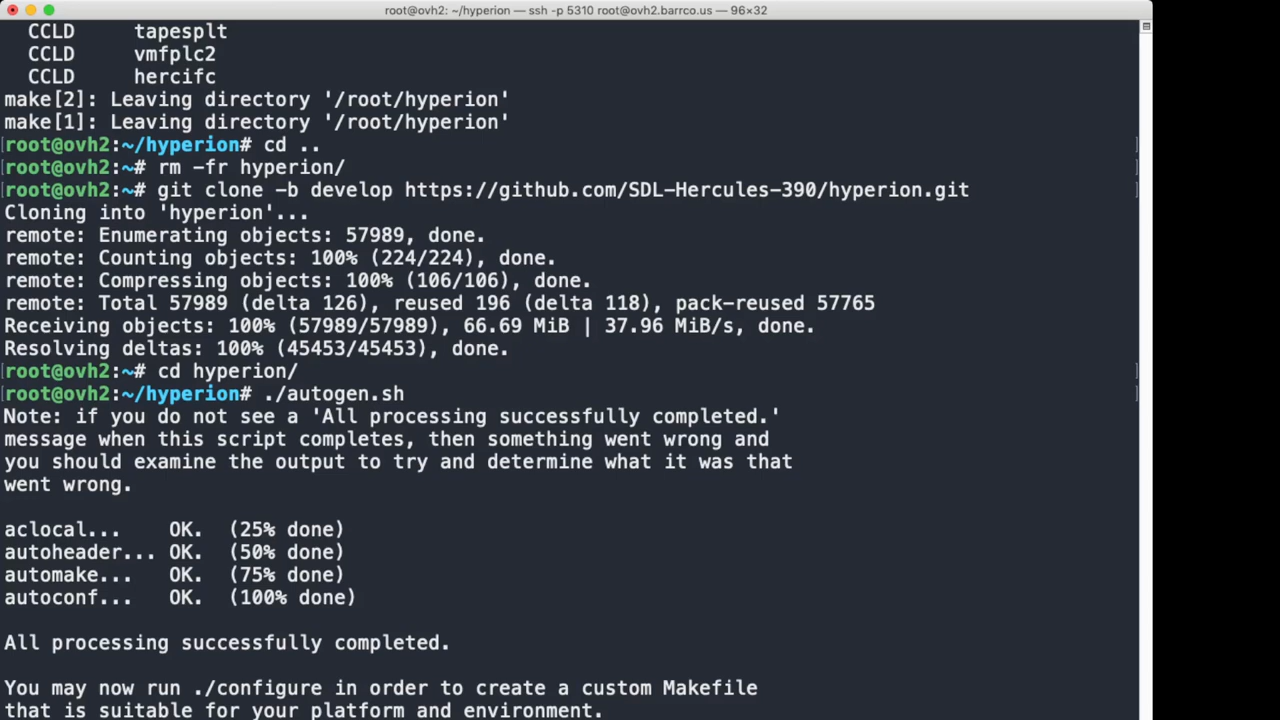 root@ovh2: ~/hyperion — ssh -p 5310 root@ovh2.barrco.us — 96×32
CCLD     tapesplt
CCLD     vmfplc2
CCLD     hercifc
make[2]: Leaving directory '/root/hyperion'
make[1]: Leaving directory '/root/hyperion'
[root@ovh2:~/hyperion# cd ..                                                                    ]
[root@ovh2:~# rm -fr hyperion/                                                                  ]
[root@ovh2:~# git clone -b develop https://github.com/SDL-Hercules-390/hyperion.git             ]
Cloning into 'hyperion'...
remote: Enumerating objects: 57989, done.
remote: Counting objects: 100% (224/224), done.
remote: Compressing objects: 100% (106/106), done.
remote: Total 57989 (delta 126), reused 196 (delta 118), pack-reused 57765
Receiving objects: 100% (57989/57989), 66.69 MiB | 37.96 MiB/s, done.
Resolving deltas: 100% (45453/45453), done.
[root@ovh2:~# cd hyperion/                                                                      ]
[root@ovh2:~/hyperion# ./autogen.sh                                                             ]
Note: if you do not see a 'All processing successfully completed.'
message when this script completes, then something went wrong and
you should examine the output to try and determine what it was that
went wrong.
aclocal...    OK.  (25% done)
autoheader... OK.  (50% done)
automake...   OK.  (75% done)
autoconf...   OK.  (100% done)
All processing successfully completed.
You may now run ./configure in order to create a custom Makefile
that is suitable for your platform and environment.